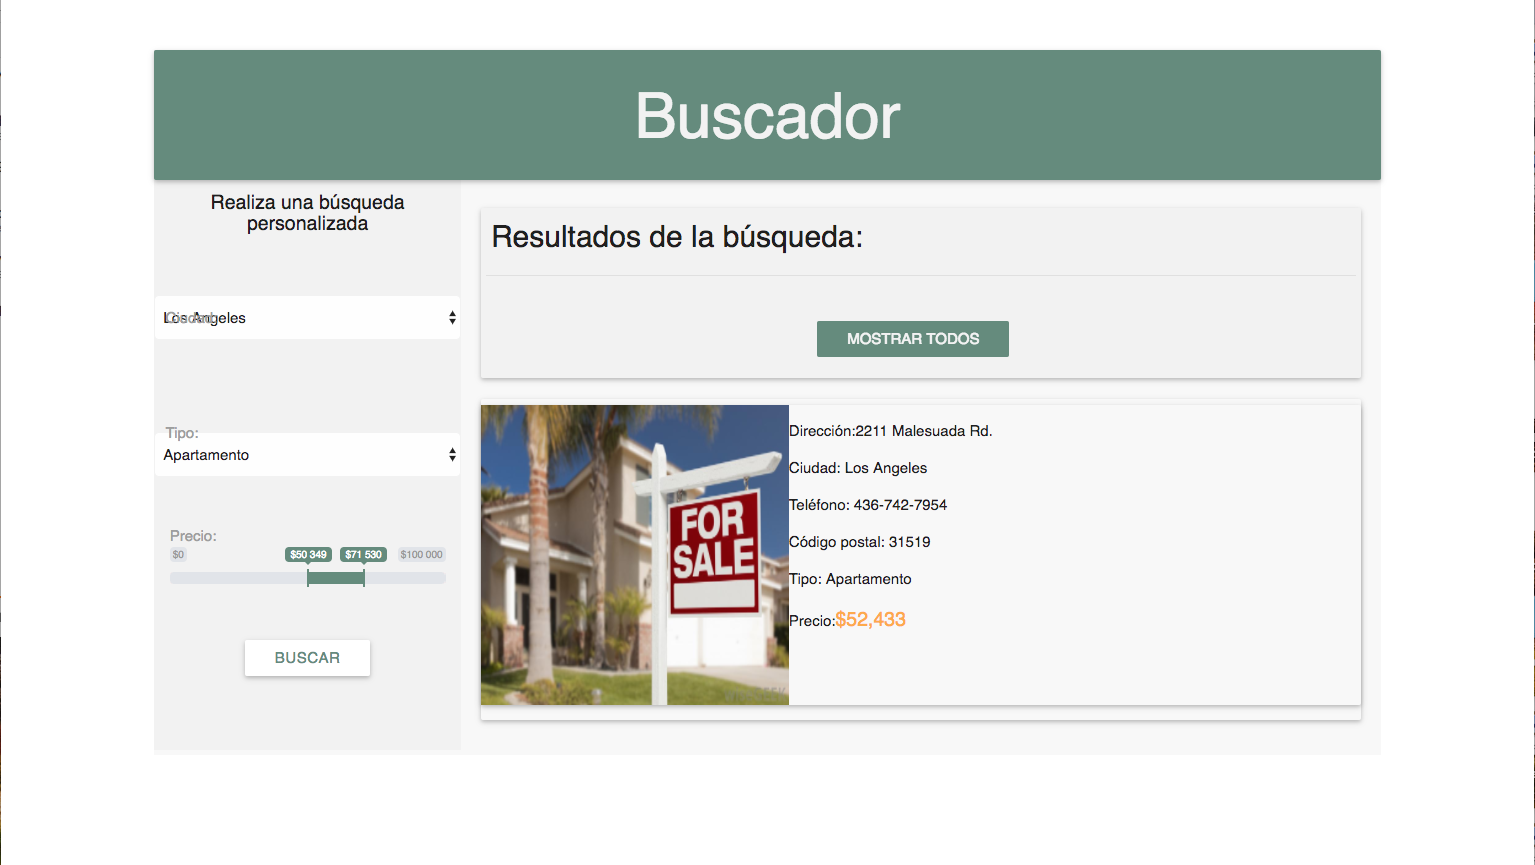 Buscador
Realiza una búsqueda
personalizada
Ciudad:
Los Angeles
Tipo:
Apartamento
Precio:
$0 $50 349 $71 530 $100 000
BUSCAR
Resultados de la búsqueda:
MOSTRAR TODOS
FOR
SALE
Dirección:2211 Malesuada Rd.
Ciudad: Los Angeles
Teléfono: 436-742-7954
Código postal: 31519
Tipo: Apartamento
Precio:$52,433